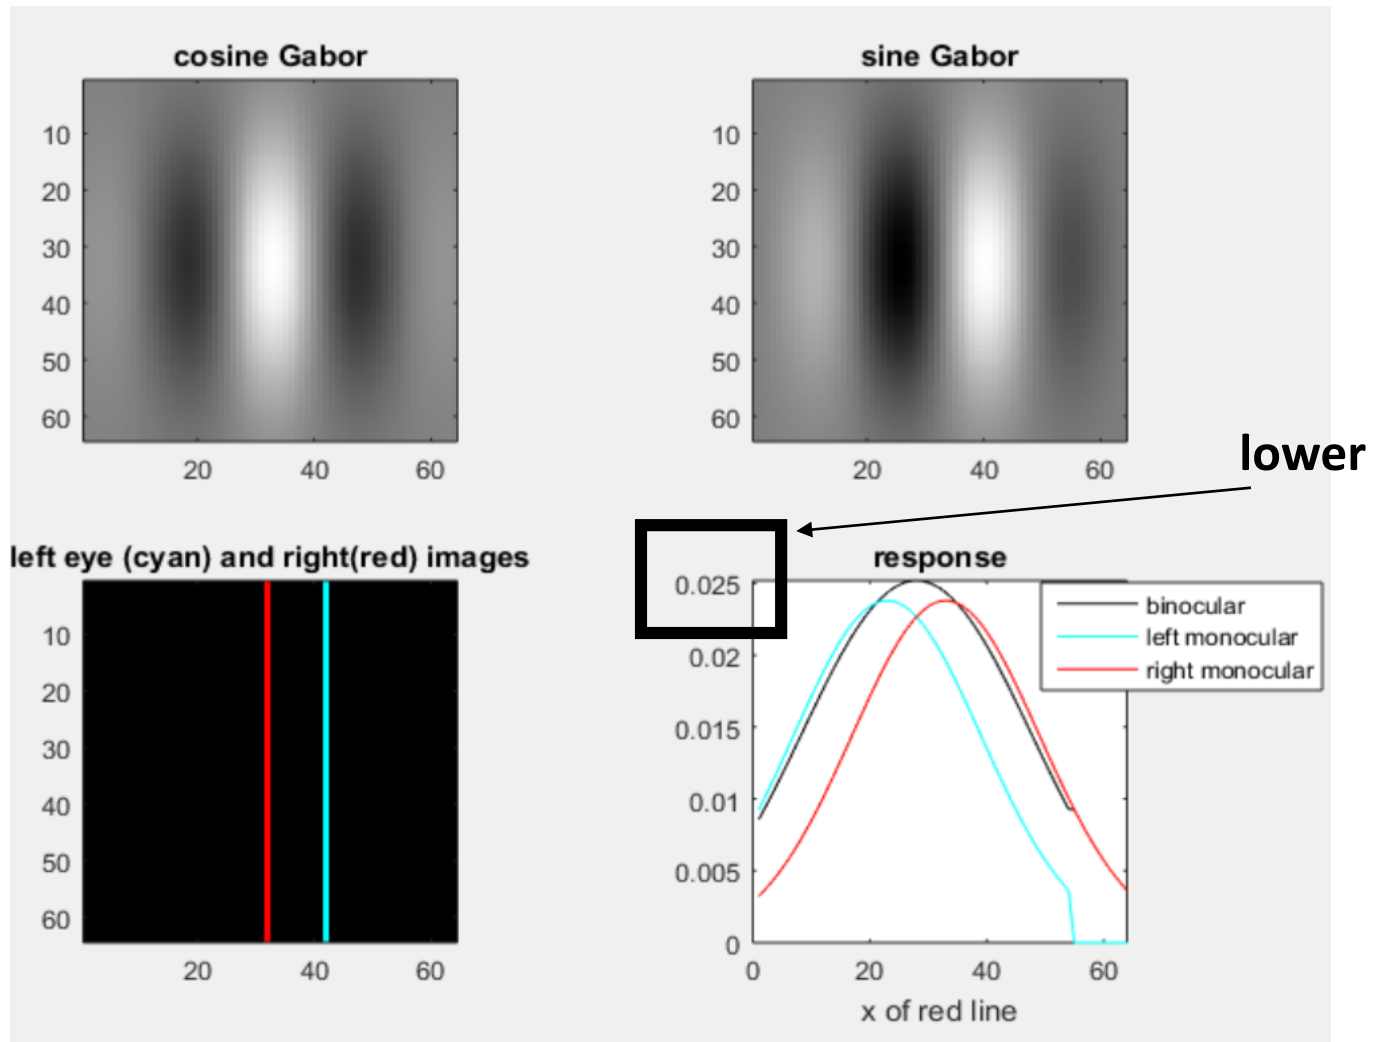 cosine Gabor
10
20
30
40
50
60
20 40 60
sine Gabor
10
20
30
40
50
60
20 40 60
lower
left eye (cyan) and right(red) images
10
20
30
40
50
60
20 40 60
response
0.025
0.02
0.015
0.01
0.005
0
0 20 40 60
x of red line
binocular
left monocular
right monocular